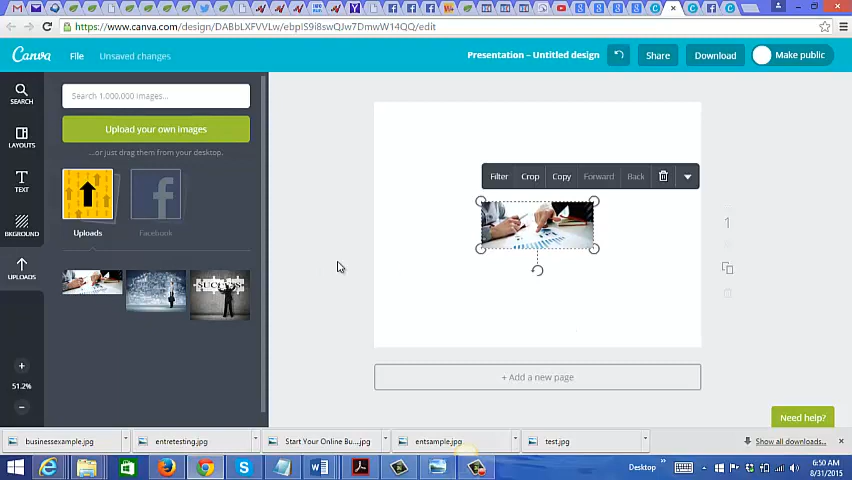 https://www.canva.com/design/DABbLXFVVLw/ebpIS9i8swQJw7DmwW14QQ/edit
Canva
File
Unsaved changes
Presentation – Untitled design
Share
Download
Make public
SEARCH
LAYOUTS
TEXT
BKGROUND
UPLOADS
51.2%
Search 1,000,000 images...
Upload your own images
...or just drag them from your desktop.
Uploads
Facebook
SUCCESS
Filter
Crop
Copy
Forward
Back
1
+ Add a new page
Need help?
businessexample.jpg
entretesting.jpg
Start Your Online Bu....jpg
entsample.jpg
test.jpg
Show all downloads...
Desktop
6:50 AM
8/31/2015